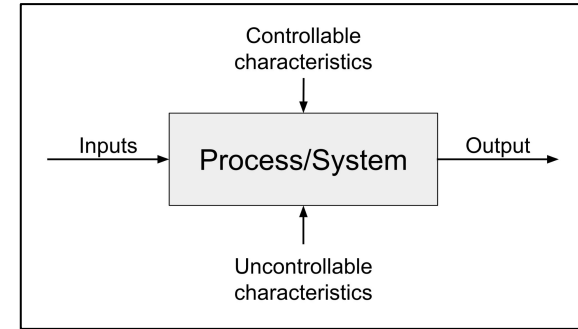 Controllable
characteristics
Inputs
Process/System
Output
Uncontrollable
characteristics